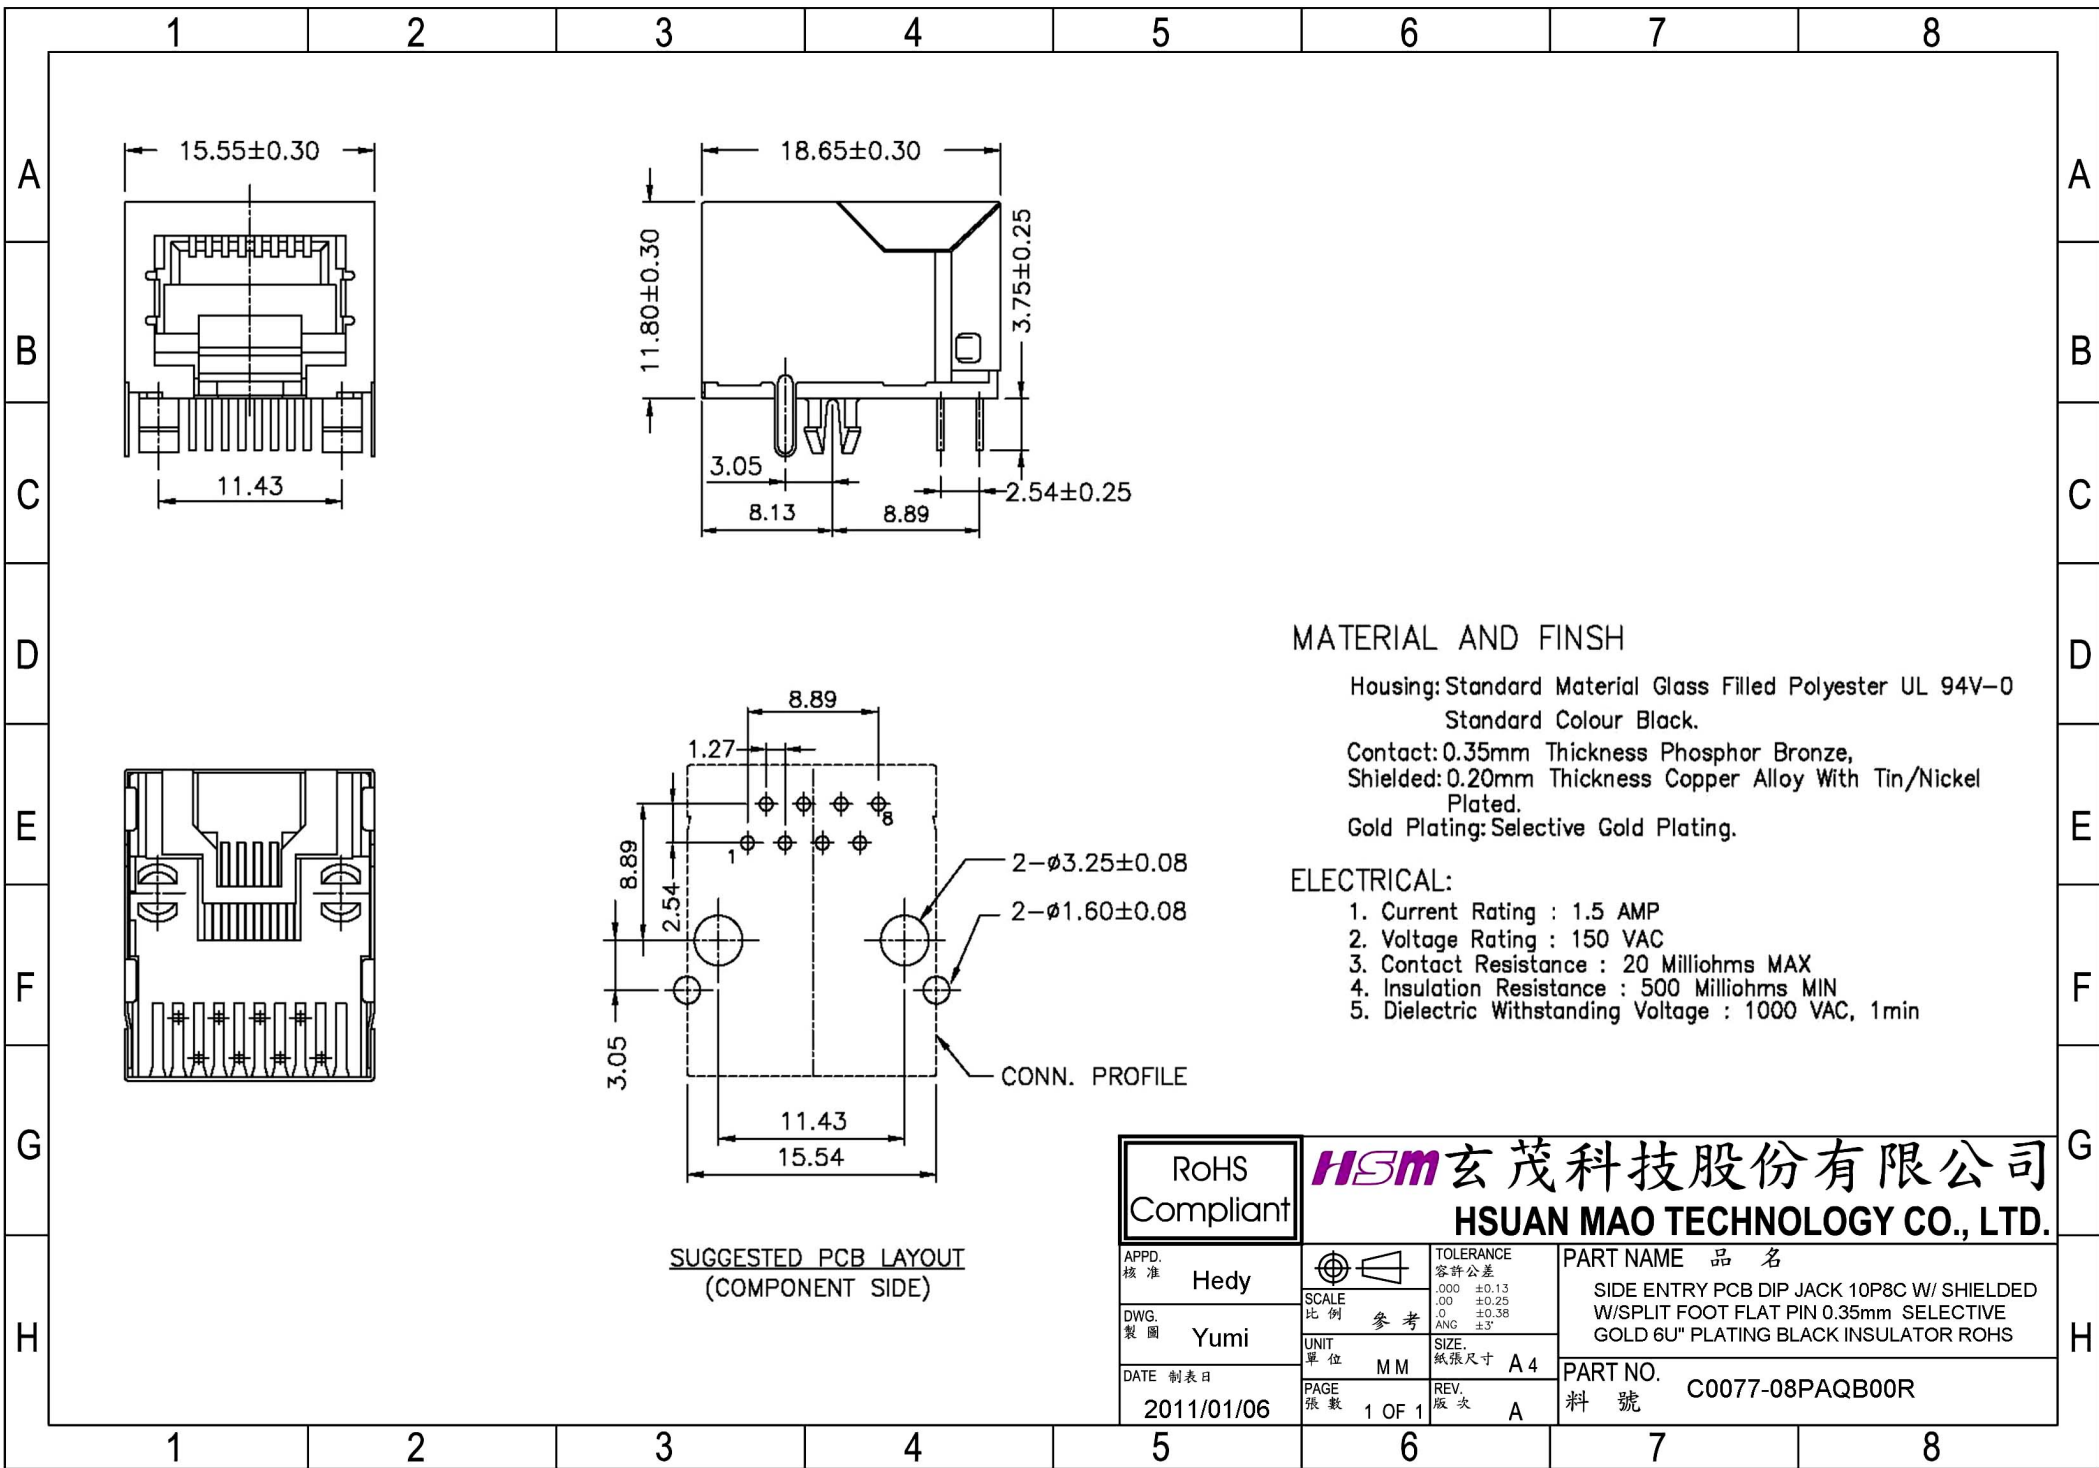 1 2 3 4 5 6 7 8
A A
B B
C C
D D
E E
F F
G G
H H
15.55±0.30
11.43
18.65±0.30
11.80±0.30
3.75±0.25
3.05
2.54±0.25
8.13 8.89
8.89
1.27
8
1
8.89
2.54
3.05
2-ø3.25±0.08
2-ø1.60±0.08
CONN. PROFILE
11.43
15.54
SUGGESTED PCB LAYOUT
(COMPONENT SIDE)
MATERIAL AND FINSH
Housing: Standard Material Glass Filled Polyester UL 94V-0
Standard Colour Black.
Contact: 0.35mm Thickness Phosphor Bronze,
Shielded: 0.20mm Thickness Copper Alloy With Tin/Nickel
Plated.
Gold Plating: Selective Gold Plating.
ELECTRICAL:
1. Current Rating : 1.5 AMP
2. Voltage Rating : 150 VAC
3. Contact Resistance : 20 Milliohms MAX
4. Insulation Resistance : 500 Milliohms MIN
5. Dielectric Withstanding Voltage : 1000 VAC, 1min
RoHS
Compliant
HSM 玄茂科技股份有限公司
HSUAN MAO TECHNOLOGY CO., LTD.
APPD.
核准 Hedy
DWG.
製圖 Yumi
DATE 制表日
2011/01/06
SCALE
比例 參考
UNIT
單位 MM
PAGE
張數 1 OF 1
TOLERANCE
容許公差
.000 ±0.13
.00 ±0.25
.0 ±0.38
ANG ±3°
SIZE.
紙張尺寸 A4
REV.
版次 A
PART NAME 品名
SIDE ENTRY PCB DIP JACK 10P8C W/ SHIELDED
W/SPLIT FOOT FLAT PIN 0.35mm SELECTIVE
GOLD 6U" PLATING BLACK INSULATOR ROHS
PART NO.
料號 C0077-08PAQB00R
1 2 3 4 5 6 7 8